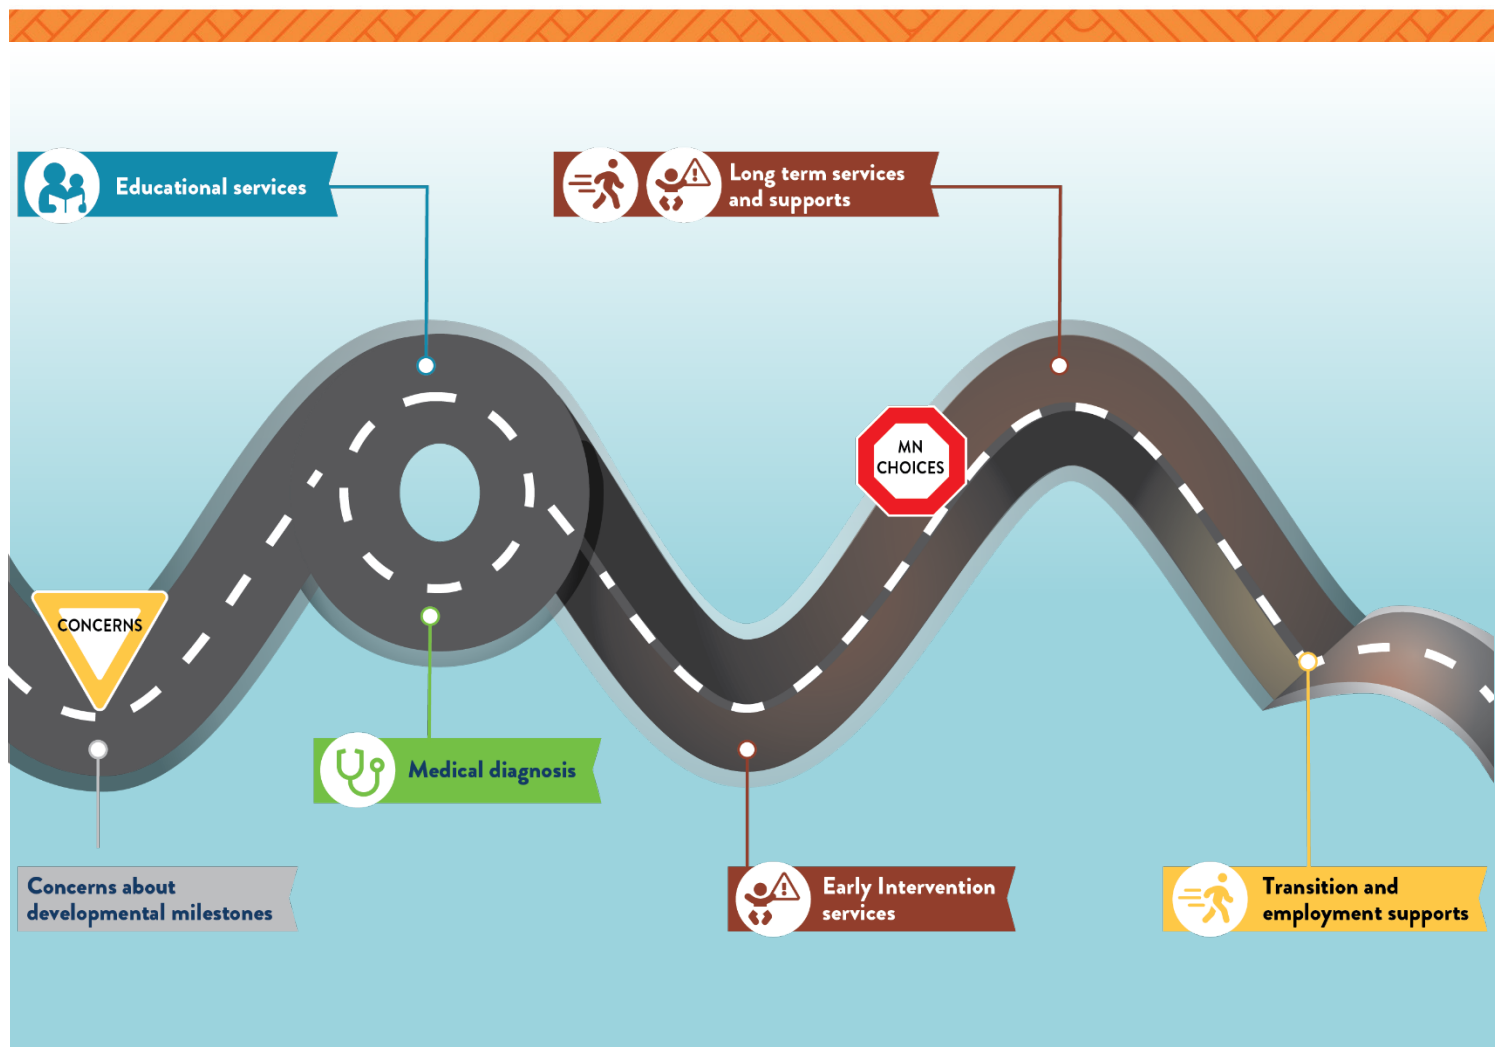 Educational services
Long term services
and supports
MN
CHOICES
CONCERNS
Medical diagnosis
Concerns about
developmental milestones
Early Intervention
services
Transition and
employment supports